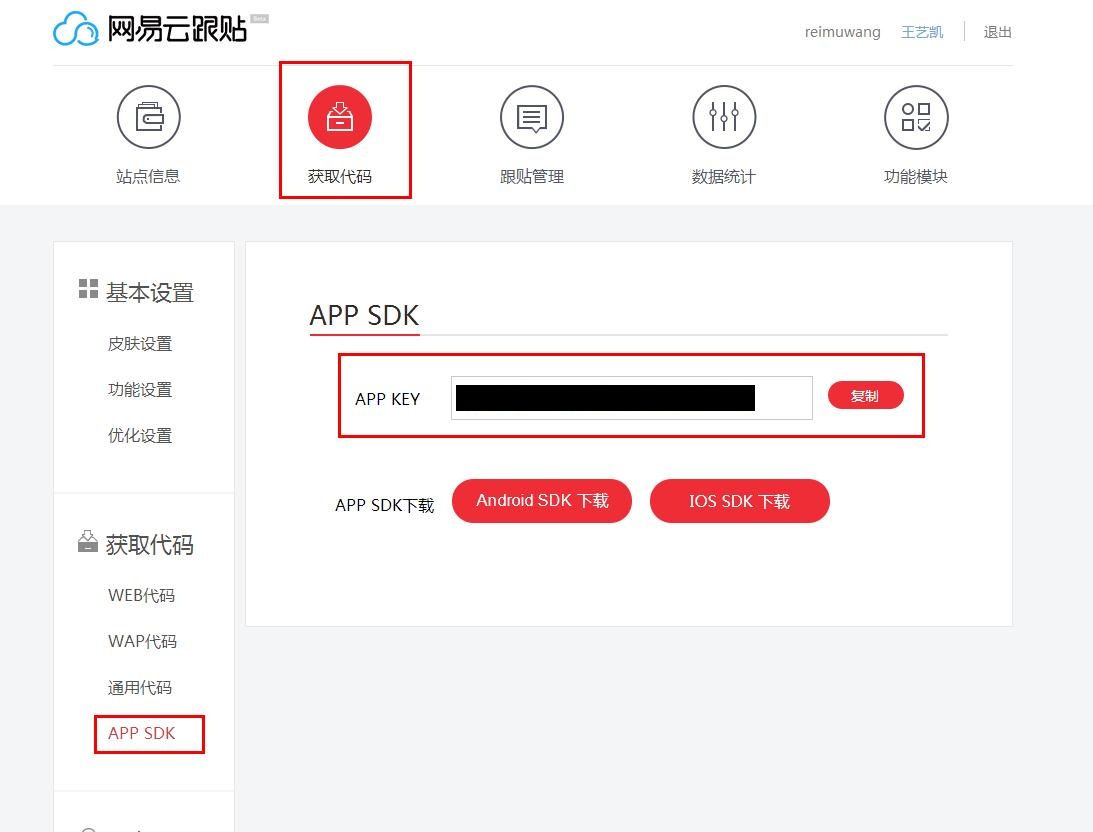 网易云跟贴 Beta
reimuwang 王艺凯 退出
站点信息 获取代码 跟贴管理 数据统计 功能模块
基本设置
皮肤设置
功能设置
优化设置
获取代码
WEB代码
WAP代码
通用代码
APP SDK
APP SDK
APP KEY 复制
APP SDK下载 Android SDK 下载 IOS SDK 下载